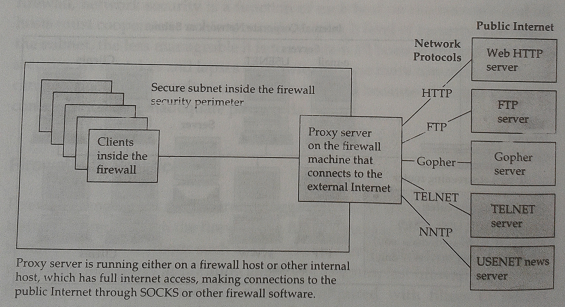 Public Internet
Network
Protocols
Web HTTP
server
Secure subnet inside the firewall
security perimeter
HTTP
FTP
server
FTP
Clients
inside the
firewall
Proxy server
on the firewall
machine that
connects to the
external Internet
Gopher
Gopher
server
TELNET
TELNET
server
NNTP
USENET news
server
Proxy server is running either on a firewall host or other internal
host, which has full internet access, making connections to the
public Internet through SOCKS or other firewall software.